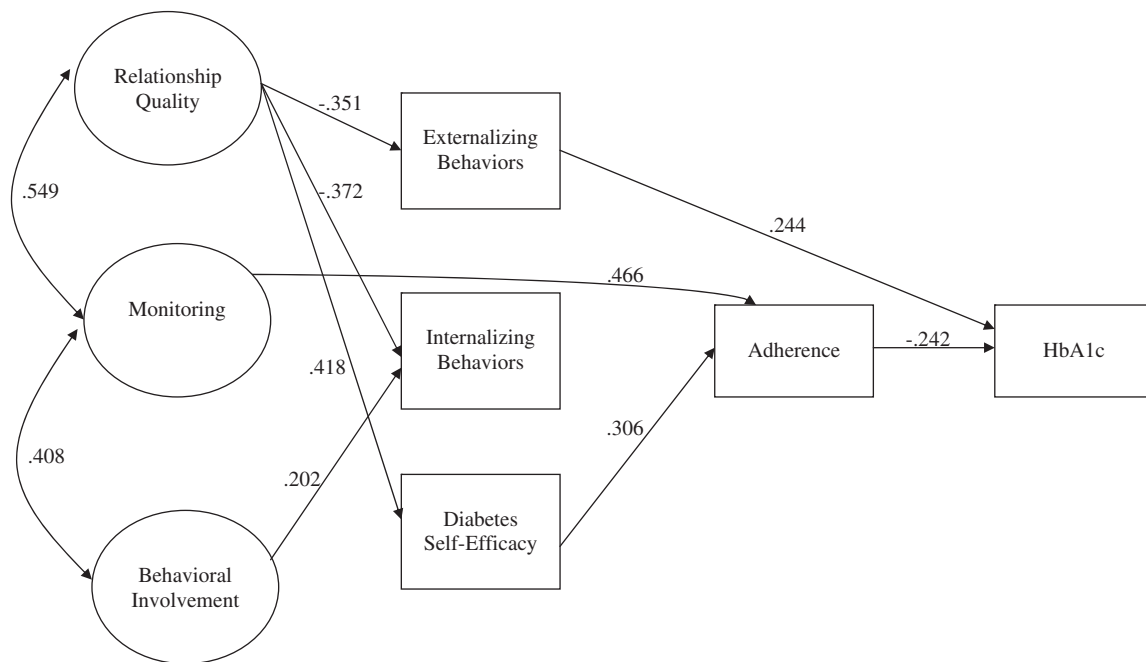 Relationship
Quality
-.351
Externalizing
Behaviors
-.372
.549
.244
.466
Monitoring
Internalizing
Behaviors
Adherence
-.242
HbA1c
.418
.306
.408
.202
Diabetes
Self-Efficacy
Behavioral
Involvement